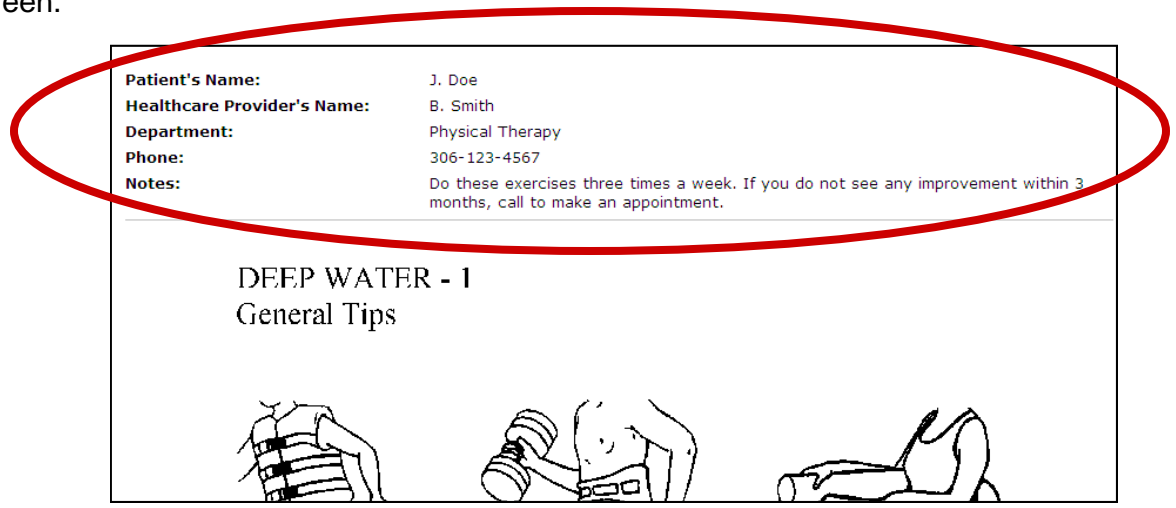 een.
Patient's Name: J. Doe
Healthcare Provider's Name: B. Smith
Department: Physical Therapy
Phone: 306-123-4567
Notes: Do these exercises three times a week. If you do not see any improvement within 3
months, call to make an appointment.
DEEP WATER - 1
General Tips